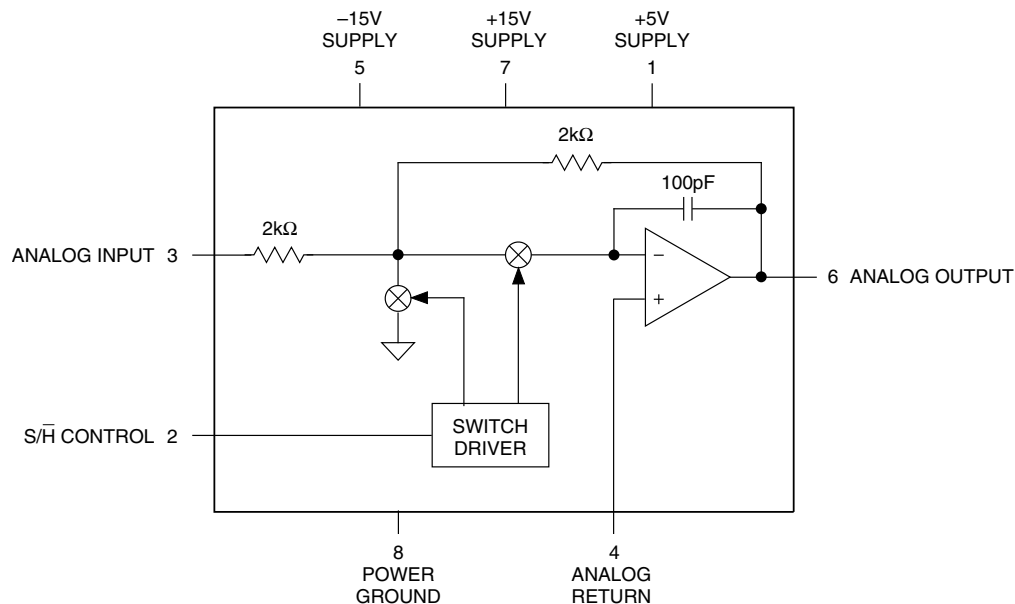 –15V
SUPPLY
5
+15V
SUPPLY
7
+5V
SUPPLY
1
2kΩ
100pF
2kΩ
ANALOG INPUT 3
–
+
6 ANALOG OUTPUT
S/H̅ CONTROL 2
SWITCH
DRIVER
8
POWER
GROUND
4
ANALOG
RETURN